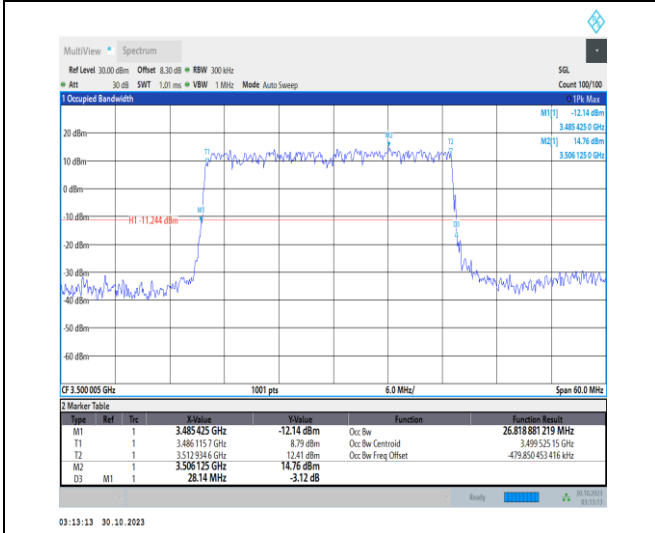 MultiView Spectrum
Ref Level 30.00 dBm Offset 8.30 dB RBW 300 kHz SGL
Att 30 dB SWT 1.01 ms VBW 1 MHz Mode Auto Sweep Count 100/100
1 Occupied Bandwidth 1Pk Max
M1[1] -12.14 dBm
3.485 425 0 GHz
M2[1] 14.76 dBm
3.506 125 0 GHz
20 dBm
M2
T1
T2
10 dBm
0 dBm
M1
-10 dBm
H1 -11.244 dBm
D3
-20 dBm
-30 dBm
-40 dBm
-50 dBm
-60 dBm
CF 3.500 005 GHz 1001 pts 6.0 MHz/ Span 60.0 MHz
2 Marker Table
Type Ref Trc X-Value Y-Value Function Function Result
M1 1 3.485 425 GHz -12.14 dBm Occ Bw 26.818 881 219 MHz
T1 1 3.486 115 7 GHz 8.79 dBm Occ Bw Centroid 3.499 525 15 GHz
T2 1 3.512 934 6 GHz 12.41 dBm Occ Bw Freq Offset -479.850 453 416 kHz
M2 1 3.506 125 GHz 14.76 dBm
D3 M1 1 28.14 MHz -3.12 dB
Ready 30.10.2023
03:13:13
03:13:13 30.10.2023